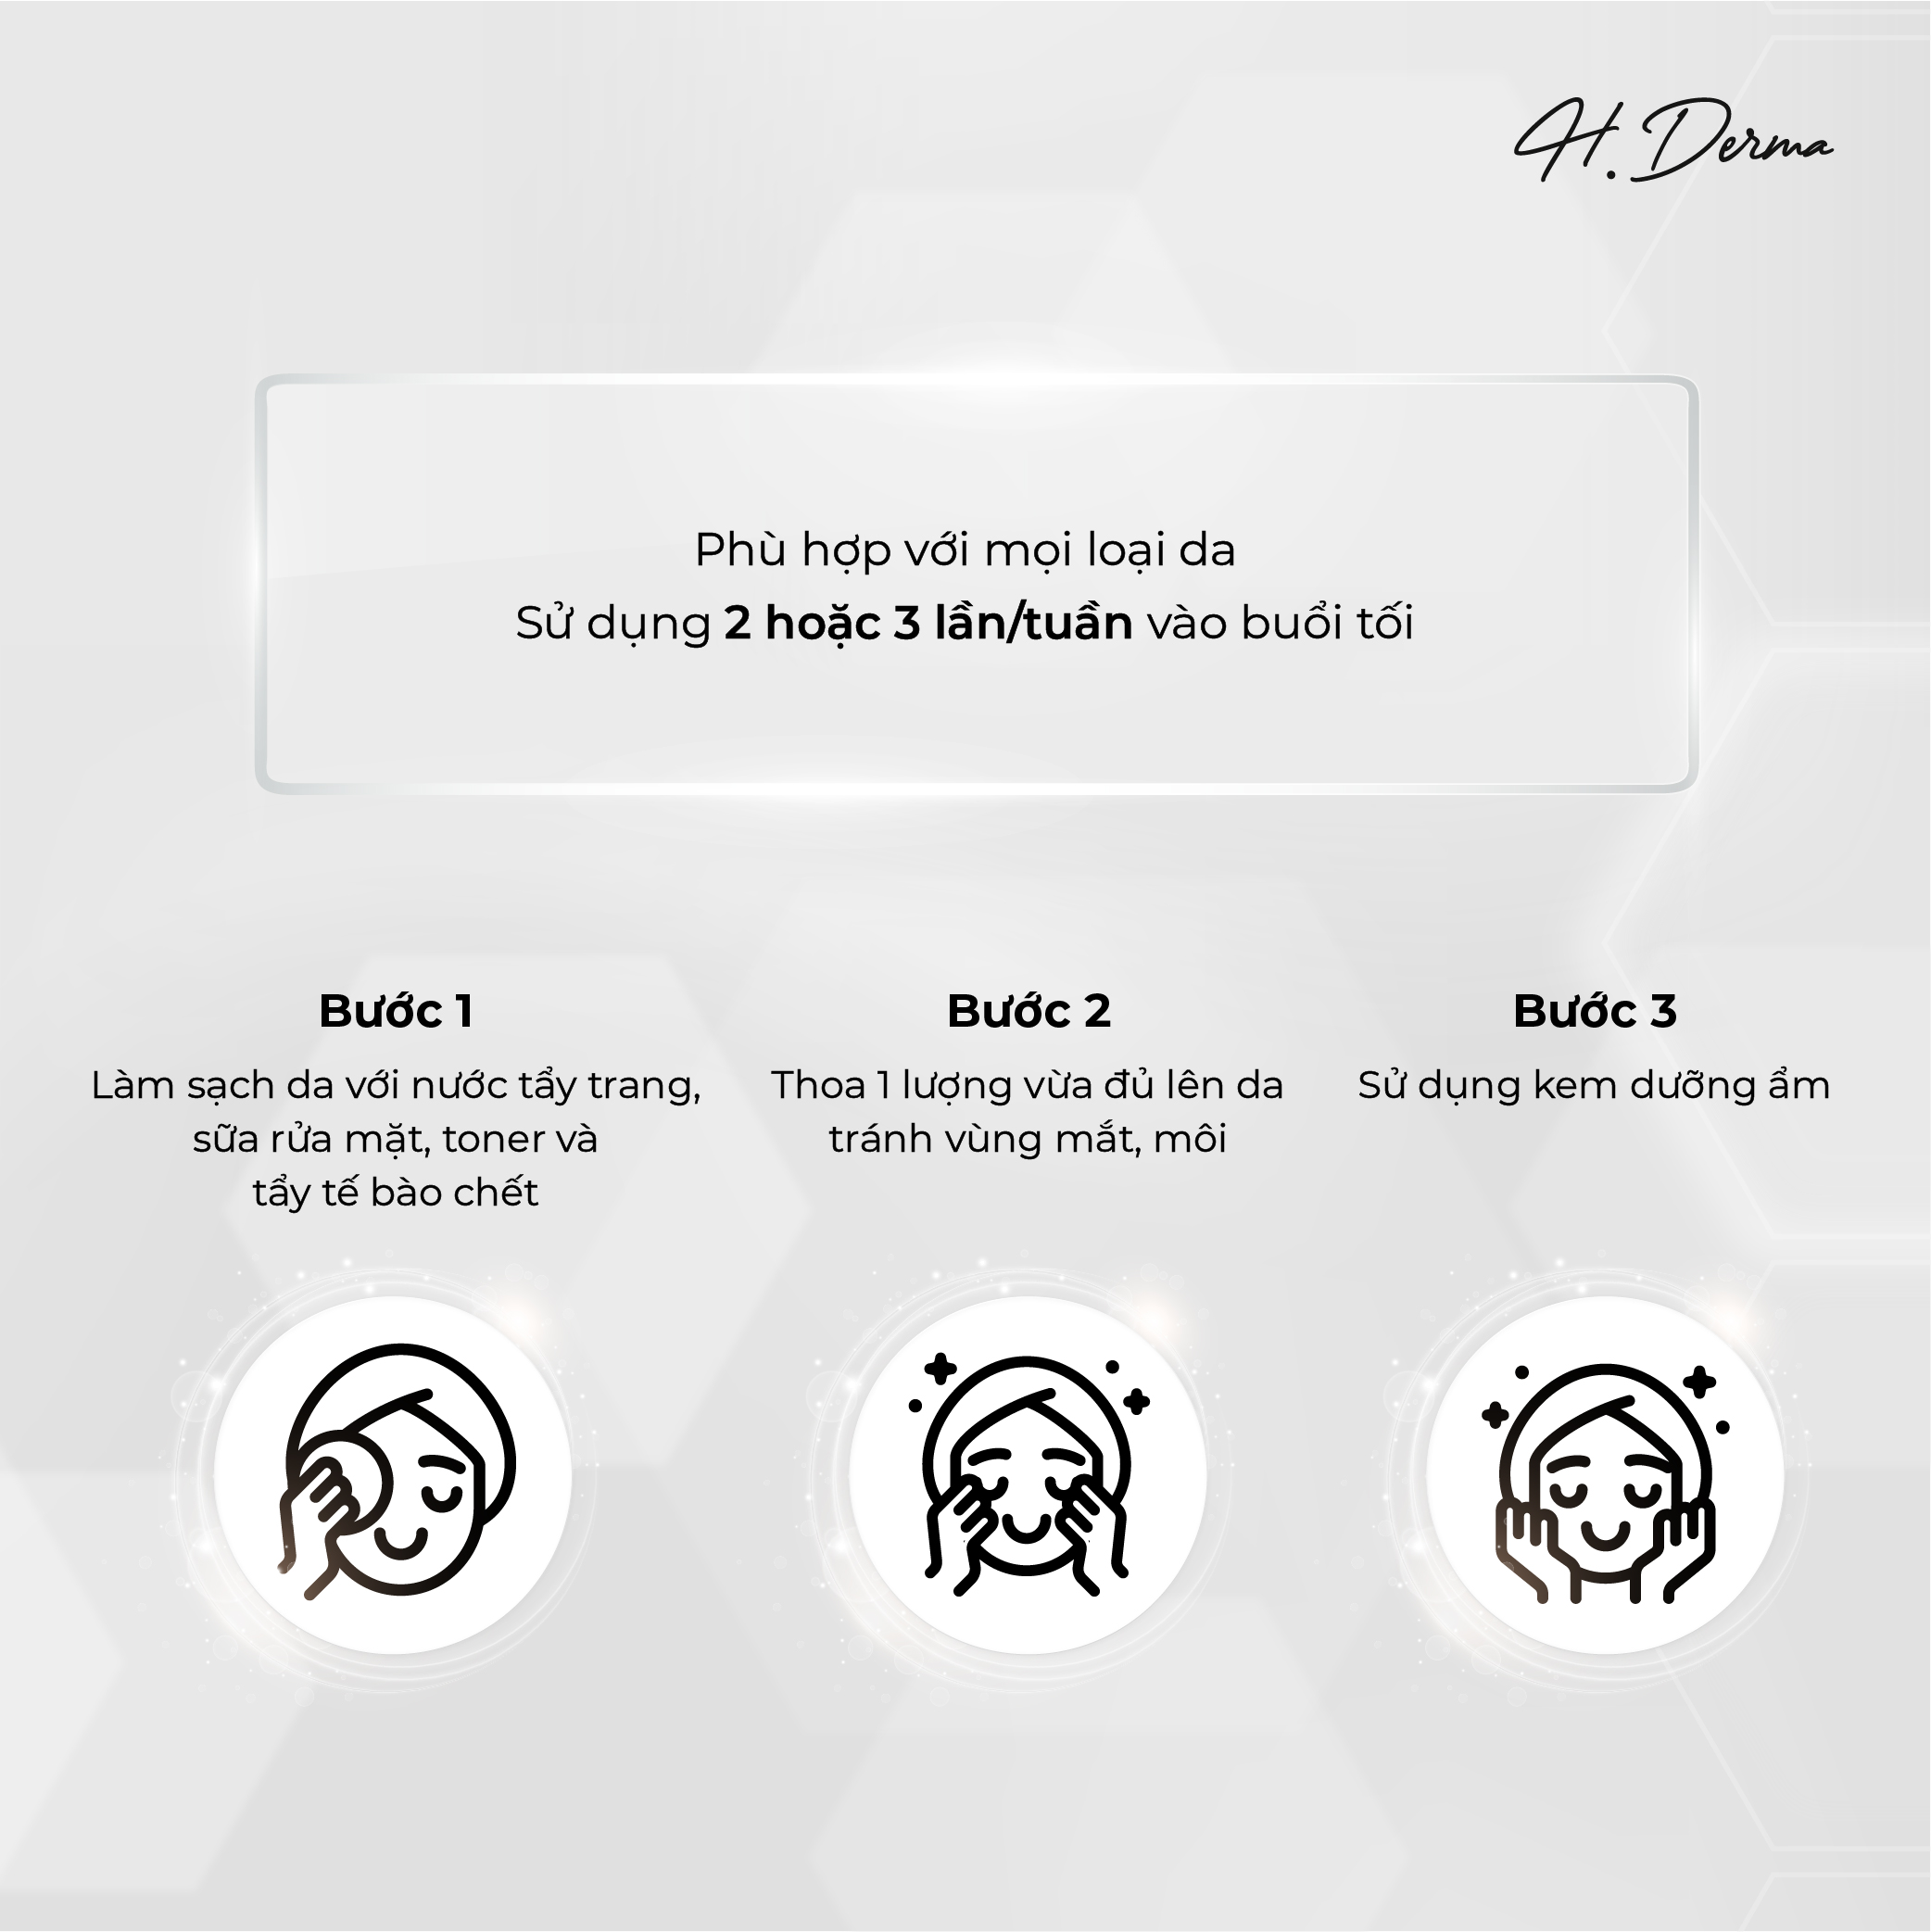 H. Derma
Phù hợp với mọi loại da
Sử dụng 2 hoặc 3 lần/tuần vào buổi tối
Bước 1
Làm sạch da với nước tẩy trang,
sữa rửa mặt, toner và
tẩy tế bào chết
Bước 2
Thoa 1 lượng vừa đủ lên da
tránh vùng mắt, môi
Bước 3
Sử dụng kem dưỡng ẩm